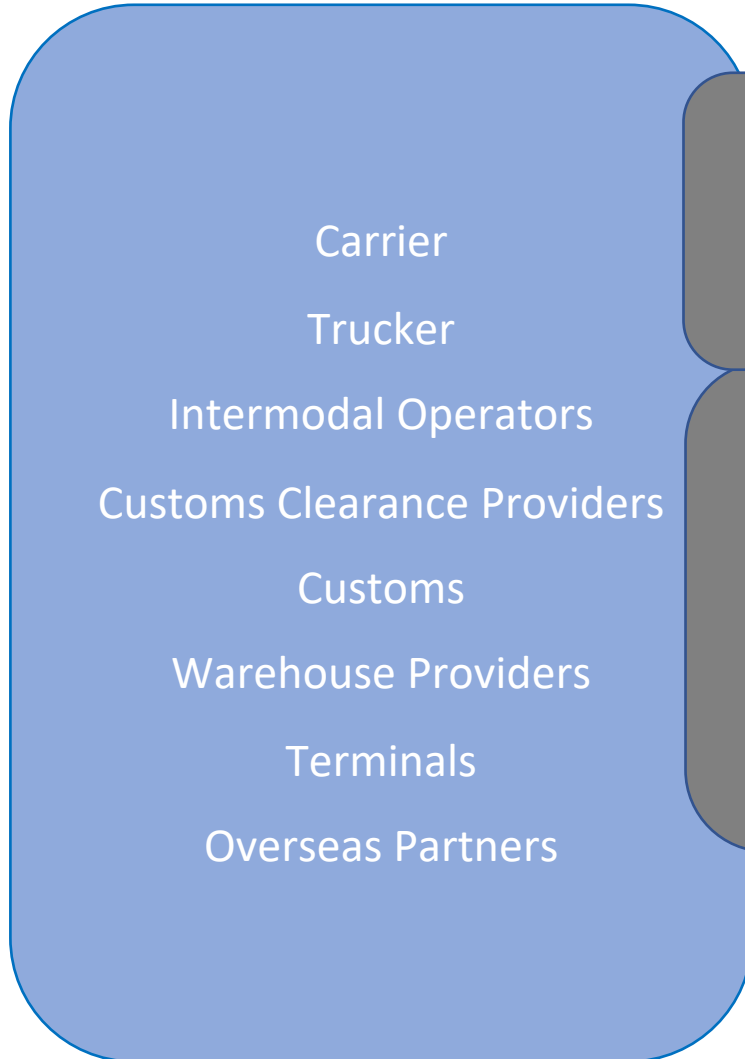 Carrier
Trucker
Intermodal Operators
Customs Clearance Providers
Customs
Warehouse Providers
Terminals
Overseas Partners